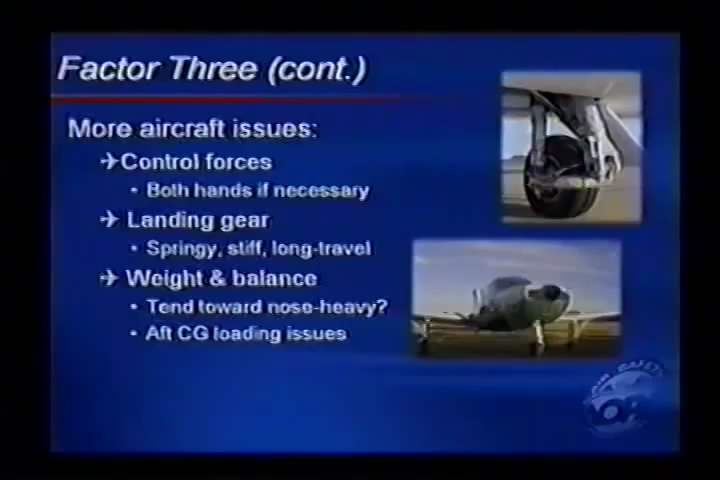 Factor Three (cont.)
More aircraft issues:
Control forces
• Both hands if necessary
Landing gear
• Springy, stiff, long-travel
Weight & balance
• Tend toward nose-heavy?
• Aft CG loading issues